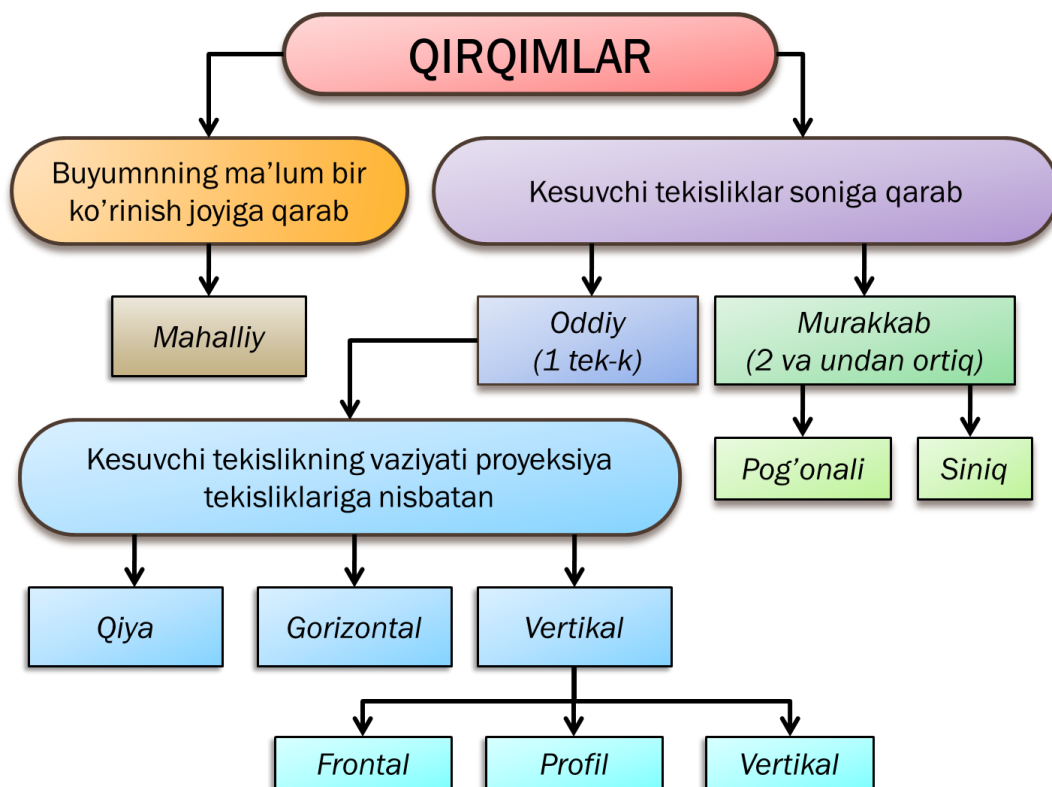 QIRQIMLAR
Buyumnning ma’lum bir
ko’rinish joyiga qarab
Kesuvchi tekisliklar soniga qarab
Mahalliy
Oddiy
(1 tek-k)
Murakkab
(2 va undan ortiq)
Kesuvchi tekislikning vaziyati proyeksiya
tekisliklariga nisbatan
Pog’onali
Siniq
Qiya
Gorizontal
Vertikal
Frontal
Profil
Vertikal